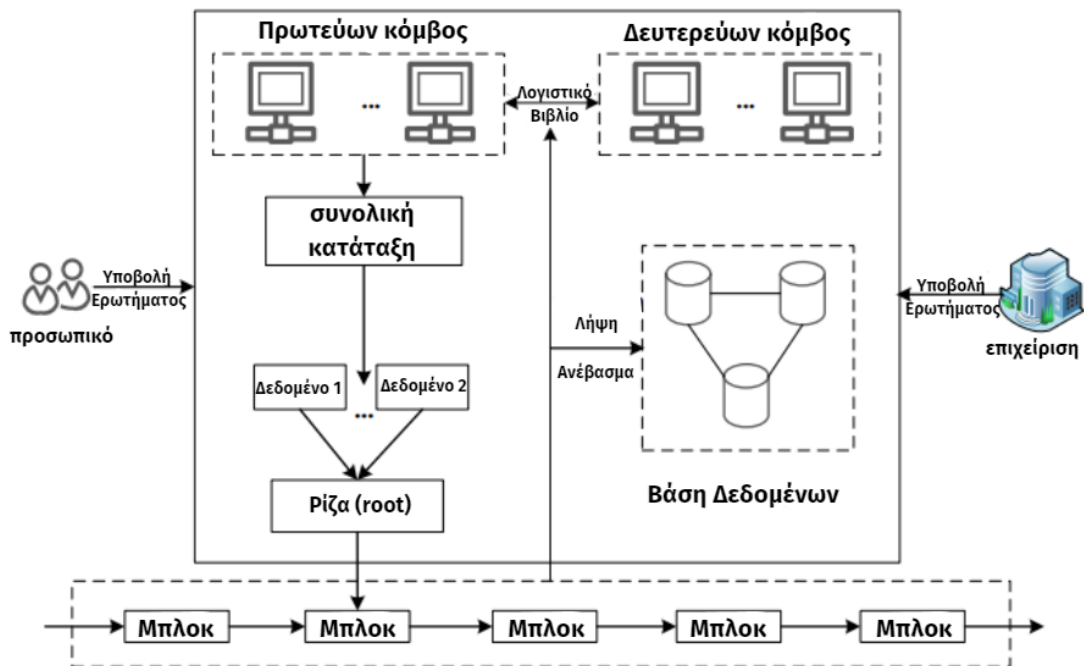 Πρωτεύων κόμβος
Δευτερεύων κόμβος
...
Λογιστικό
Βιβλίο
...
συνολική
κατάταξη
Υποβολή
Ερωτήματος
προσωπικό
Λήψη
Ανέβασμα
Υποβολή
Ερωτήματος
επιχείριση
Δεδομένο 1
Δεδομένο 2
...
Ρίζα (root)
Βάση Δεδομένων
Μπλοκ
Μπλοκ
Μπλοκ
Μπλοκ
Μπλοκ